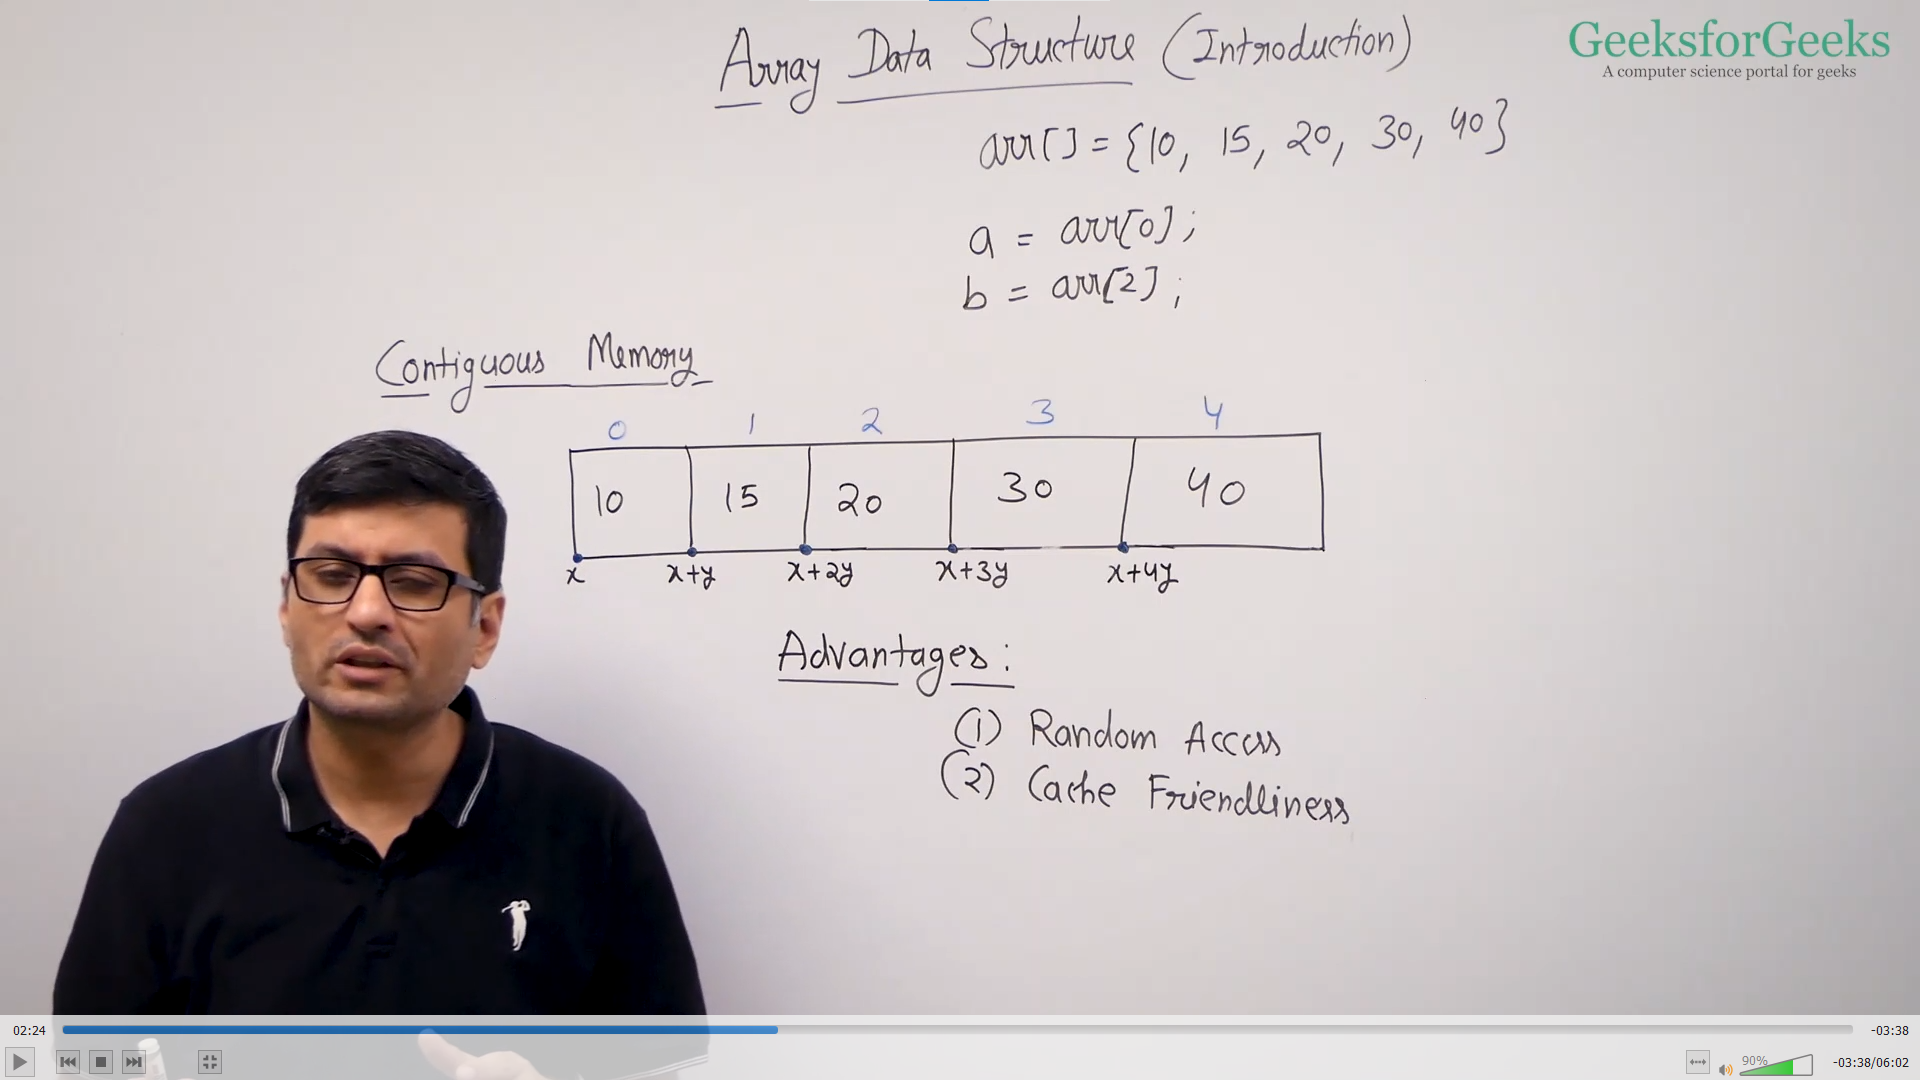 Array Data Structure (Introduction)
GeeksforGeeks
A computer science portal for geeks
arr[] = {10, 15, 20, 30, 40}
a = arr[0];
b = arr[2];
Contiguous Memory
0 1 2 3 4
10 15 20 30 40
x x+y x+2y x+3y x+4y
Advantages:
(1) Random Access
(2) Cache Friendliness
02:24 -03:38
90% -03:38/06:02